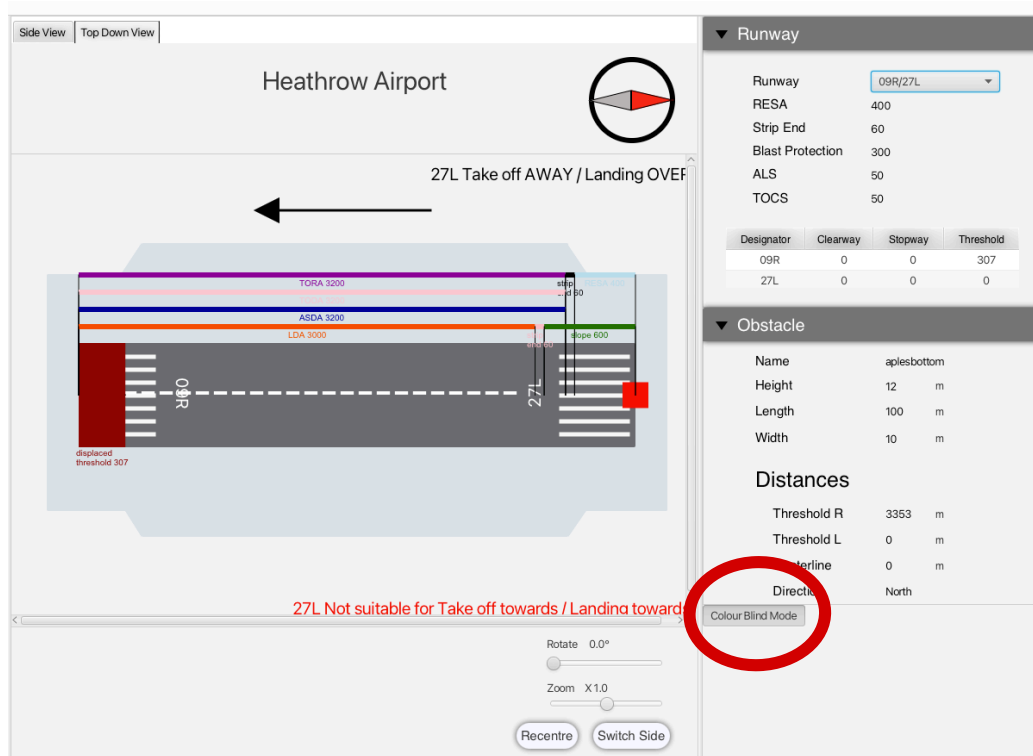 Side View Top Down View
Heathrow Airport
27L Take off AWAY / Landing OVER
TORA 3200
strip
end 60
RESA 400
ASDA 3200
LDA 3000
end 60
slope 600
09R
27L
displaced
threshold 307
27L Not suitable for Take off towards / Landing towards
Rotate 0.0°
Zoom X 1.0
Recentre Switch Side
Runway
Runway 09R/27L
RESA 400
Strip End 60
Blast Protection 300
ALS 50
TOCS 50
Designator Clearway Stopway Threshold
09R 0 0 307
27L 0 0 0
Obstacle
Name aplesbottom
Height 12 m
Length 100 m
Width 10 m
Distances
Threshold R 3353 m
Threshold L 0 m
0 m
Direction North
Colour Blind Mode